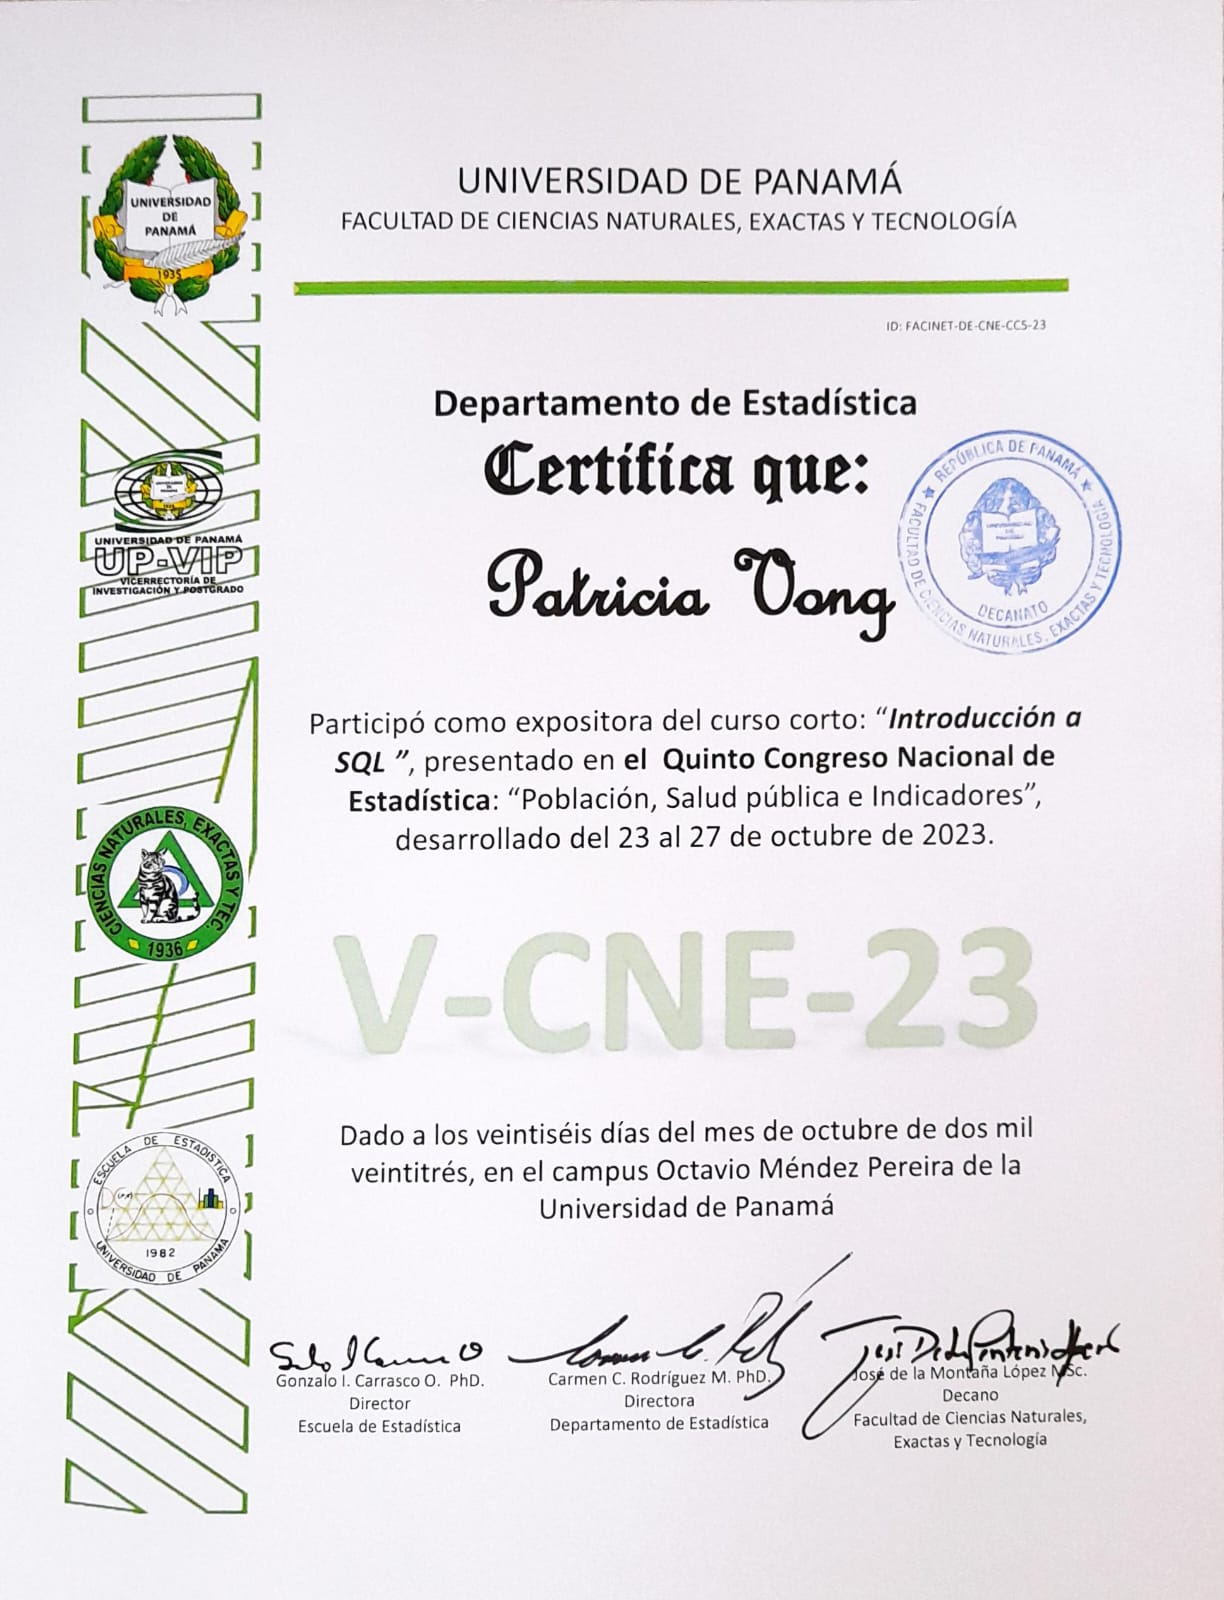 UNIVERSIDAD DE PANAMÁ
FACULTAD DE CIENCIAS NATURALES, EXACTAS Y TECNOLOGÍA
ID: FACINET-DE-CNE-CC5-23
Departamento de Estadística
Certifica que:
Patricia Vong
Participó como expositora del curso corto: “Introducción a
SQL ”, presentado en el Quinto Congreso Nacional de
Estadística: “Población, Salud pública e Indicadores”,
desarrollado del 23 al 27 de octubre de 2023.
V-CNE-23
Dado a los veintiséis días del mes de octubre de dos mil
veintitrés, en el campus Octavio Méndez Pereira de la
Universidad de Panamá
Gonzalo I. Carrasco O. PhD.
Director
Escuela de Estadística
Carmen C. Rodríguez M. PhD.
Directora
Departamento de Estadística
José de la Montaña López MSc.
Decano
Facultad de Ciencias Naturales,
Exactas y Tecnología
UNIVERSIDAD
DE
PANAMÁ
1935
UNIVERSIDAD DE PANAMÁ
UP-VIP
VICERRECTORÍA DE
INVESTIGACIÓN Y POSTGRADO
CIENCIAS NATURALES, EXACTAS Y TEC.
1936
ESCUELA DE ESTADISTICA
1982
UNIVERSIDAD DE PANAMA
REPÚBLICA DE PANAMÁ
FACULTAD DE CIENCIAS NATURALES, EXACTAS Y TECNOLOGÍA
DECANATO